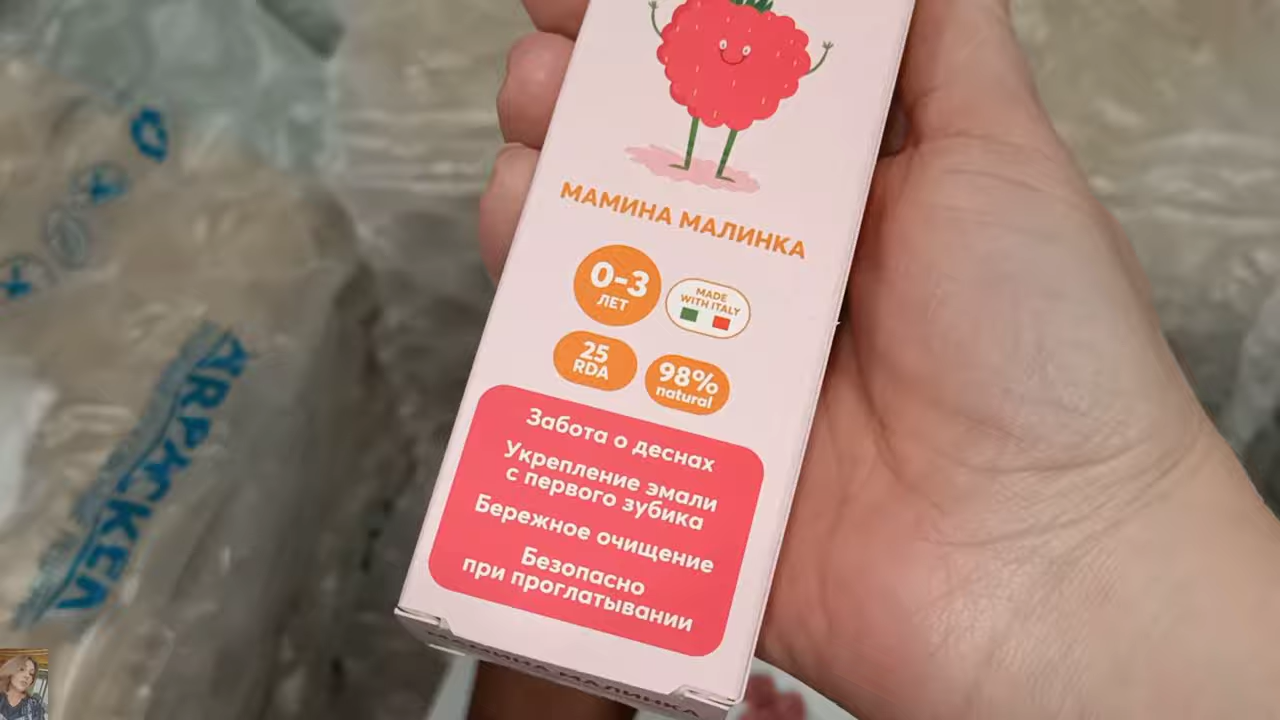 МАМИНА МАЛИНКА
0-3
ЛЕТ
MADE
WITH ITALY
25
RDA
98%
natural
Забота о деснах
Укрепление эмали
с первого зубика
Бережное очищение
Безопасно
при проглатывании
МАМИНА МАЛИНКА